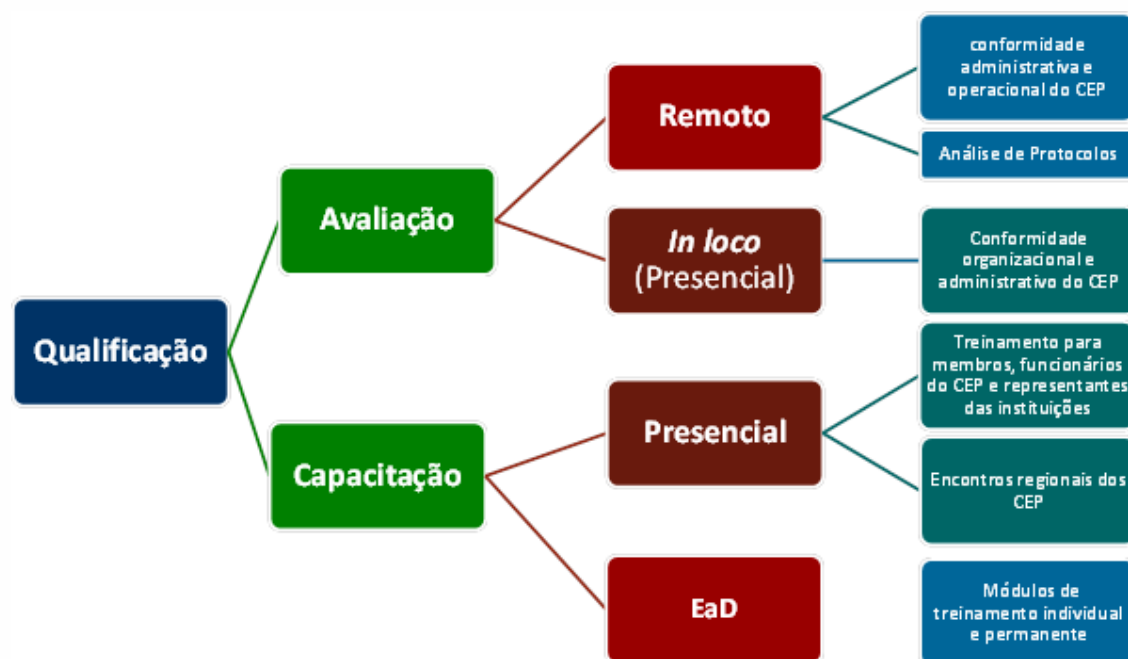 Qualificação
Avaliação
Capacitação
Remoto
In loco
(Presencial)
Presencial
EaD
conformidade
administrativa e
operacional do CEP
Análise de Protocolos
Conformidade
organizacional e
administrativo do CEP
Treinamento para
membros, funcionários
do CEP e representantes
das instituições
Encontros regionais dos
CEP
Módulos de
treinamento individual
e permanente